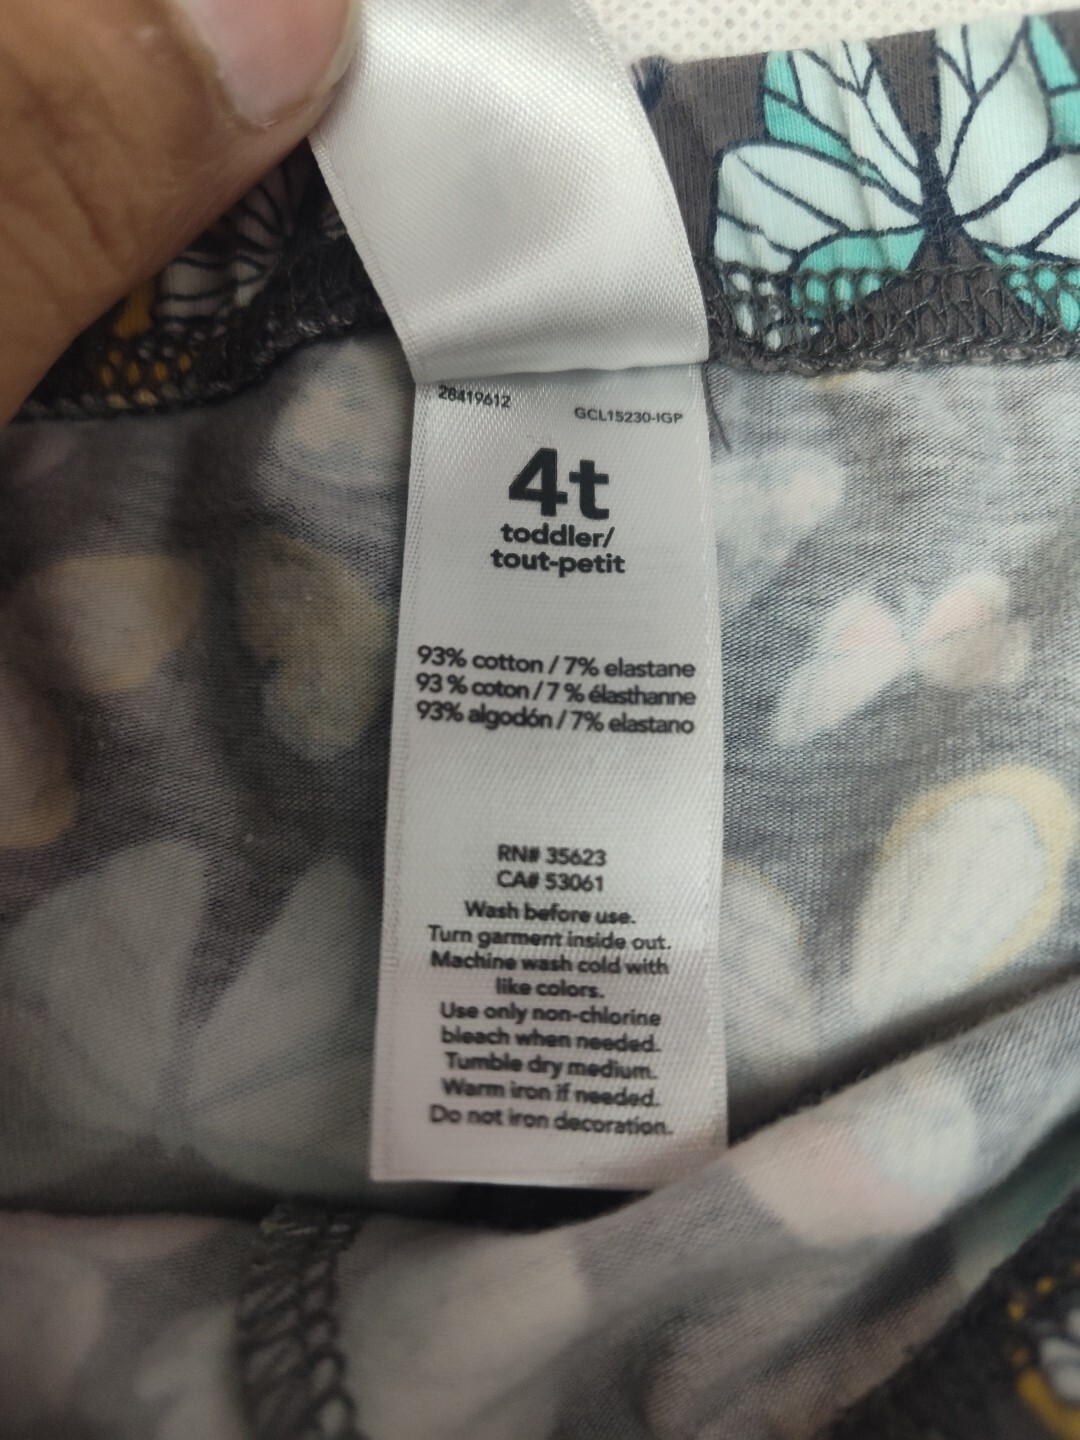 28419612
GCL15230-IGP
4t
toddler/
tout-petit
93% cotton / 7% elastane
93 % coton / 7 % élasthanne
93% algodón / 7% elastano
RN# 35623
CA# 53061
Wash before use.
Turn garment inside out.
Machine wash cold with
like colors.
Use only non-chlorine
bleach when needed.
Tumble dry medium.
Warm iron if needed.
Do not iron decoration.